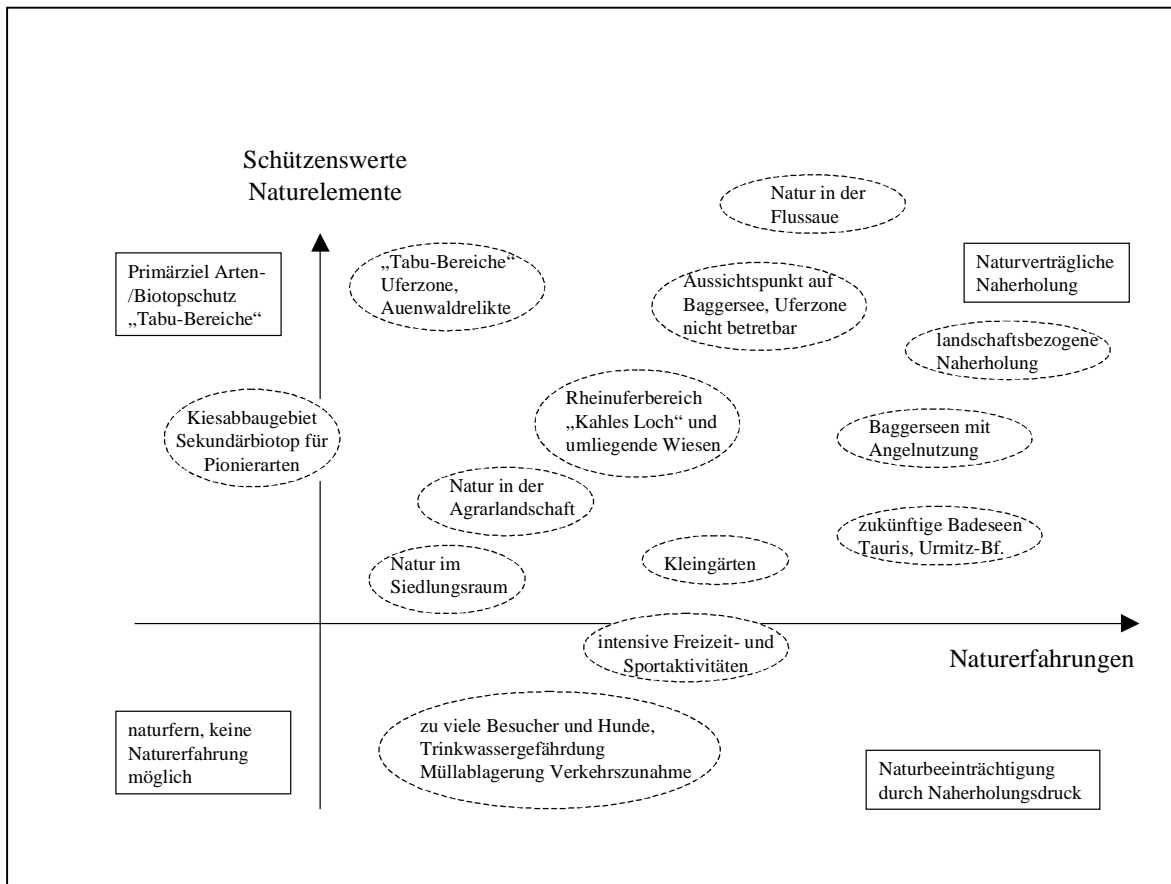 Schützenswerte
Naturelemente
Natur in der
Flussaue
Primärziel Arten-
/Biotopschutz
„Tabu-Bereiche“
„Tabu-Bereiche“
Uferzone,
Auenwaldrelikte
Aussichtspunkt auf
Baggersee, Uferzone
nicht betretbar
Naturverträgliche
Naherholung
landschaftsbezogene
Naherholung
Kiesabbaugebiet
Sekundärbiotop für
Pionierarten
Rheinuferbereich
„Kahles Loch“ und
umliegende Wiesen
Baggerseen mit
Angelnutzung
Natur in der
Agrarlandschaft
zukünftige Badeseen
Tauris, Urmitz-Bf.
Natur im
Siedlungsraum
Kleingärten
intensive Freizeit- und
Sportaktivitäten
Naturerfahrungen
naturfern, keine
Naturerfahrung
möglich
zu viele Besucher und Hunde,
Trinkwassergefährdung
Müllablagerung Verkehrszunahme
Naturbeeinträchtigung
durch Naherholungsdruck